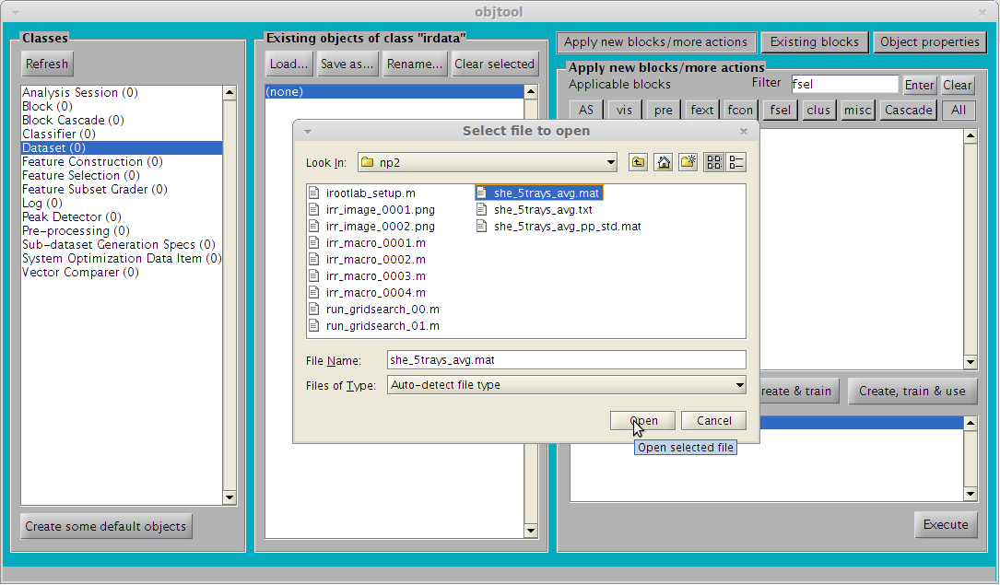 objtool
Classes
Refresh
Analysis Session (0)
Block (0)
Block Cascade (0)
Classifier (0)
Dataset (0)
Feature Construction (0)
Feature Selection (0)
Feature Subset Grader (0)
Log (0)
Peak Detector (0)
Pre-processing (0)
Sub-dataset Generation Specs (0)
System Optimization Data Item (0)
Vector Comparer (0)
Create some default objects
Existing objects of class "irdata"
Load... Save as... Rename... Clear selected
(none)
Apply new blocks/more actions Existing blocks Object properties
Apply new blocks/more actions
Applicable blocks Filter fsel Enter Clear
AS vis pre fext fcon fsel clus misc Cascade All
Select file to open
Look In: np2
irootlab_setup.m
irr_image_0001.png
irr_image_0002.png
irr_macro_0001.m
irr_macro_0002.m
irr_macro_0003.m
irr_macro_0004.m
run_gridsearch_00.m
run_gridsearch_01.m
she_5trays_avg.mat
she_5trays_avg.txt
she_5trays_avg_pp_std.mat
File Name: she_5trays_avg.mat
Files of Type: Auto-detect file type
Open Cancel
Open selected file
reate & train Create, train & use
Execute